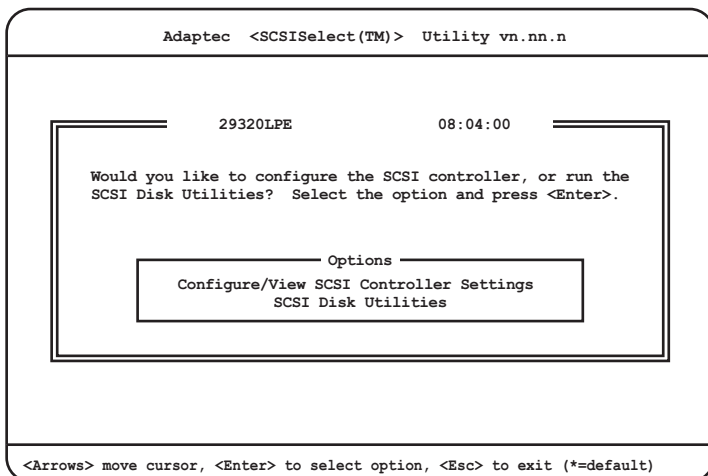 Adaptec <SCSISelect(TM)> Utility vn.nn.n
29320LPE 08:04:00
Would you like to configure the SCSI controller, or run the
SCSI Disk Utilities? Select the option and press <Enter>.
Options
Configure/View SCSI Controller Settings
SCSI Disk Utilities
<Arrows> move cursor, <Enter> to select option, <Esc> to exit (*=default)